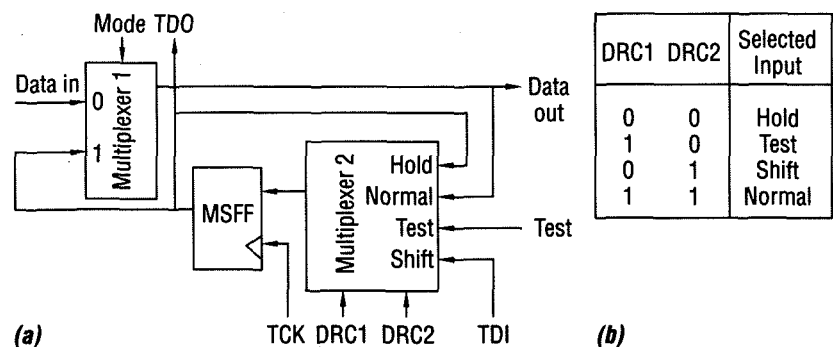 Mode TDO
Data in
0
1
Multiplexer 1
Data
out
MSFF
Multiplexer 2
Hold
Normal
Test
Shift
Test
TCK DRC1 DRC2 TDI
(a)
DRC1 DRC2 Selected Input
0 0 Hold
1 0 Test
0 1 Shift
1 1 Normal
(b)